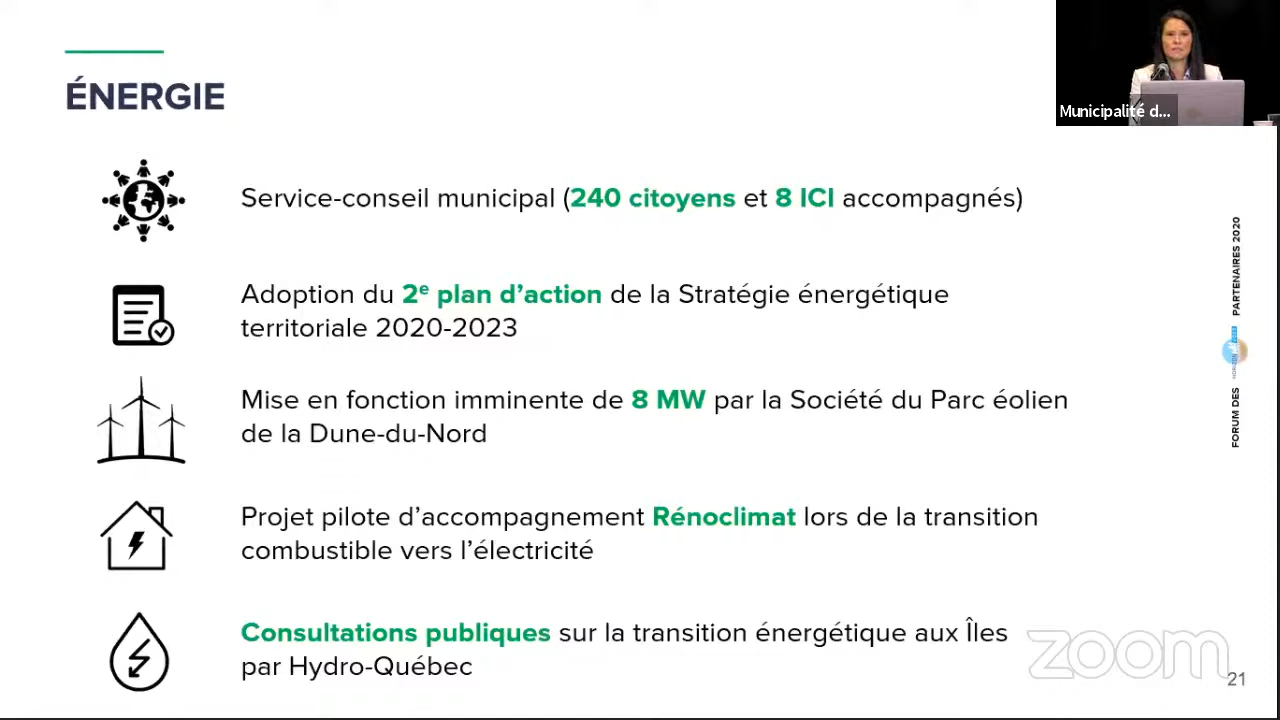 ÉNERGIE
Municipalité d...
Service-conseil municipal (240 citoyens et 8 ICI accompagnés)
Adoption du 2e plan d’action de la Stratégie énergétique
territoriale 2020-2023
Mise en fonction imminente de 8 MW par la Société du Parc éolien
de la Dune-du-Nord
Projet pilote d’accompagnement Rénoclimat lors de la transition
combustible vers l’électricité
Consultations publiques sur la transition énergétique aux Îles
par Hydro-Québec
FORUM DES
PARTENAIRES 2020
zoom
21